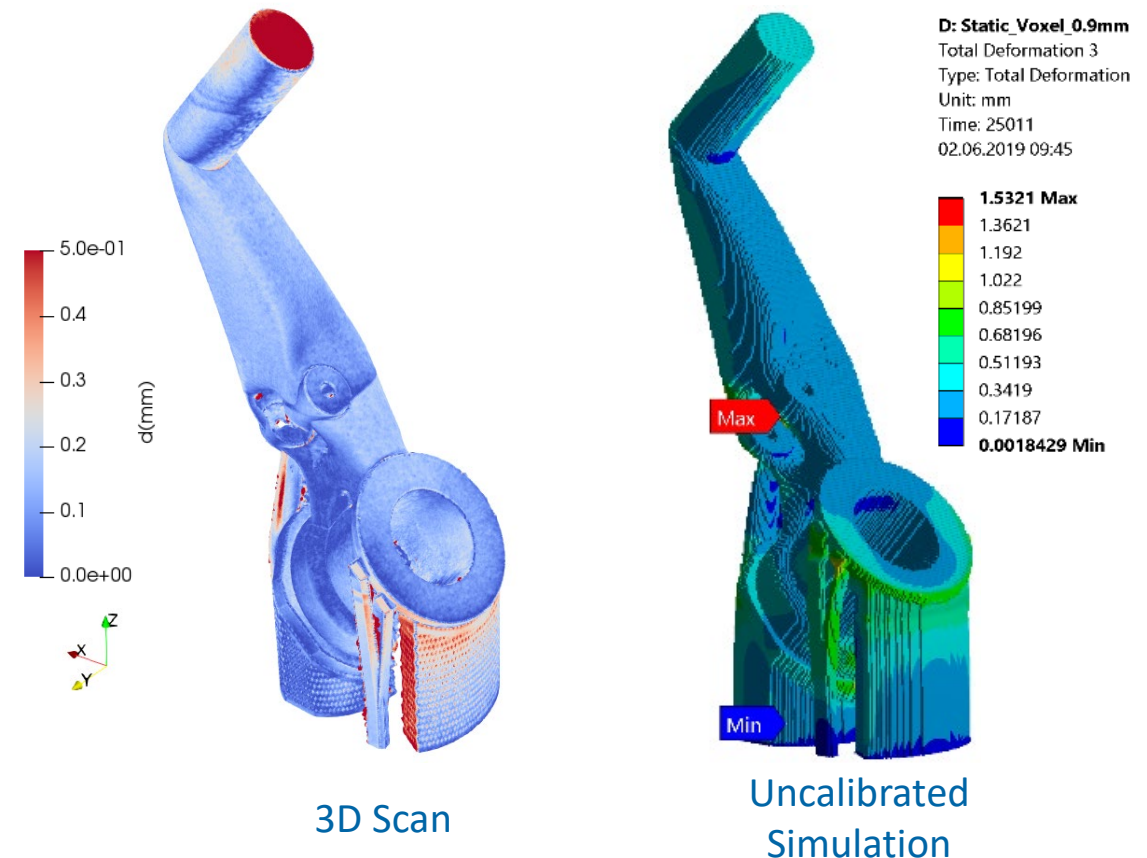 5.0e-01
0.4
0.3
0.2
0.1
0.0e+00
d(mm)
Z
X
Y
3D Scan
D: Static_Voxel_0.9mm
Total Deformation 3
Type: Total Deformation
Unit: mm
Time: 25011
02.06.2019 09:45
1.5321 Max
1.3621
1.192
1.022
0.85199
0.68196
0.51193
0.3419
0.17187
0.0018429 Min
Max
Min
Uncalibrated
Simulation